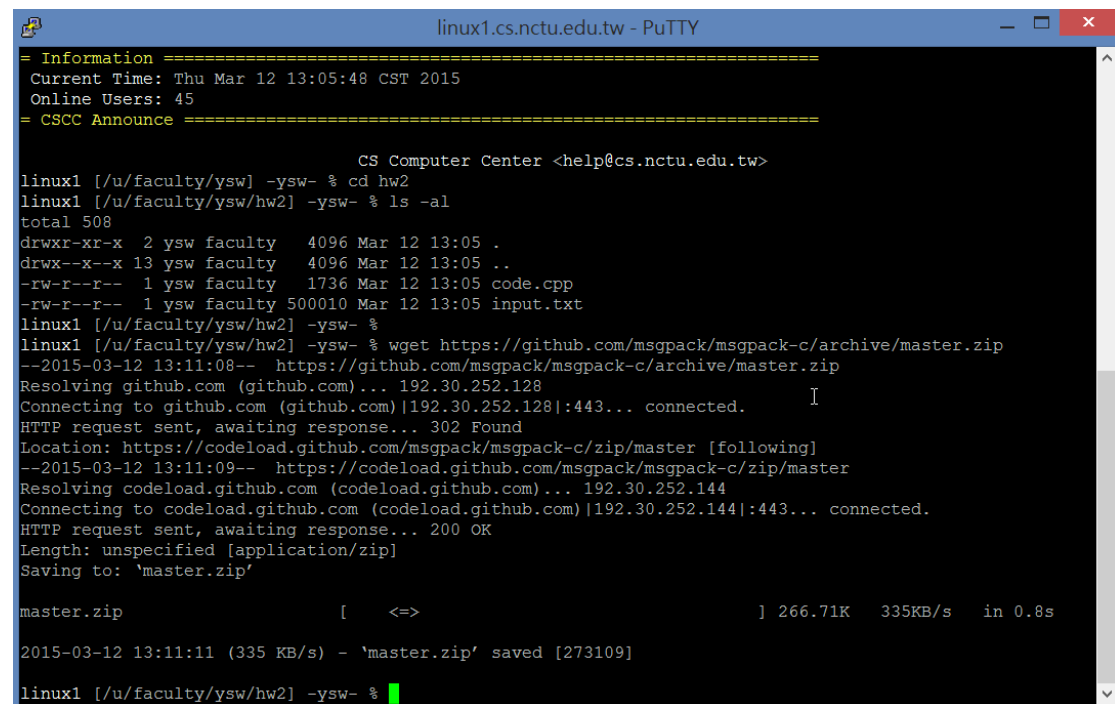 linux1.cs.nctu.edu.tw - PuTTY
= Information ================================================================
 Current Time: Thu Mar 12 13:05:48 CST 2015
 Online Users: 45
= CSCC Announce ==============================================================
CS Computer Center <help@cs.nctu.edu.tw>
linux1 [/u/faculty/ysw] -ysw- % cd hw2
linux1 [/u/faculty/ysw/hw2] -ysw- % ls -al
total 508
drwxr-xr-x  2 ysw faculty   4096 Mar 12 13:05 .
drwx--x--x 13 ysw faculty   4096 Mar 12 13:05 ..
-rw-r--r--  1 ysw faculty   1736 Mar 12 13:05 code.cpp
-rw-r--r--  1 ysw faculty 500010 Mar 12 13:05 input.txt
linux1 [/u/faculty/ysw/hw2] -ysw- %
linux1 [/u/faculty/ysw/hw2] -ysw- % wget https://github.com/msgpack/msgpack-c/archive/master.zip
--2015-03-12 13:11:08--  https://github.com/msgpack/msgpack-c/archive/master.zip
Resolving github.com (github.com)... 192.30.252.128
Connecting to github.com (github.com)|192.30.252.128|:443... connected.
HTTP request sent, awaiting response... 302 Found
Location: https://codeload.github.com/msgpack/msgpack-c/zip/master [following]
--2015-03-12 13:11:09--  https://codeload.github.com/msgpack/msgpack-c/zip/master
Resolving codeload.github.com (codeload.github.com)... 192.30.252.144
Connecting to codeload.github.com (codeload.github.com)|192.30.252.144|:443... connected.
HTTP request sent, awaiting response... 200 OK
Length: unspecified [application/zip]
Saving to: ‘master.zip’
master.zip                     [    <=>                                 ] 266.71K   335KB/s   in 0.8s
2015-03-12 13:11:11 (335 KB/s) - ‘master.zip’ saved [273109]
linux1 [/u/faculty/ysw/hw2] -ysw- %